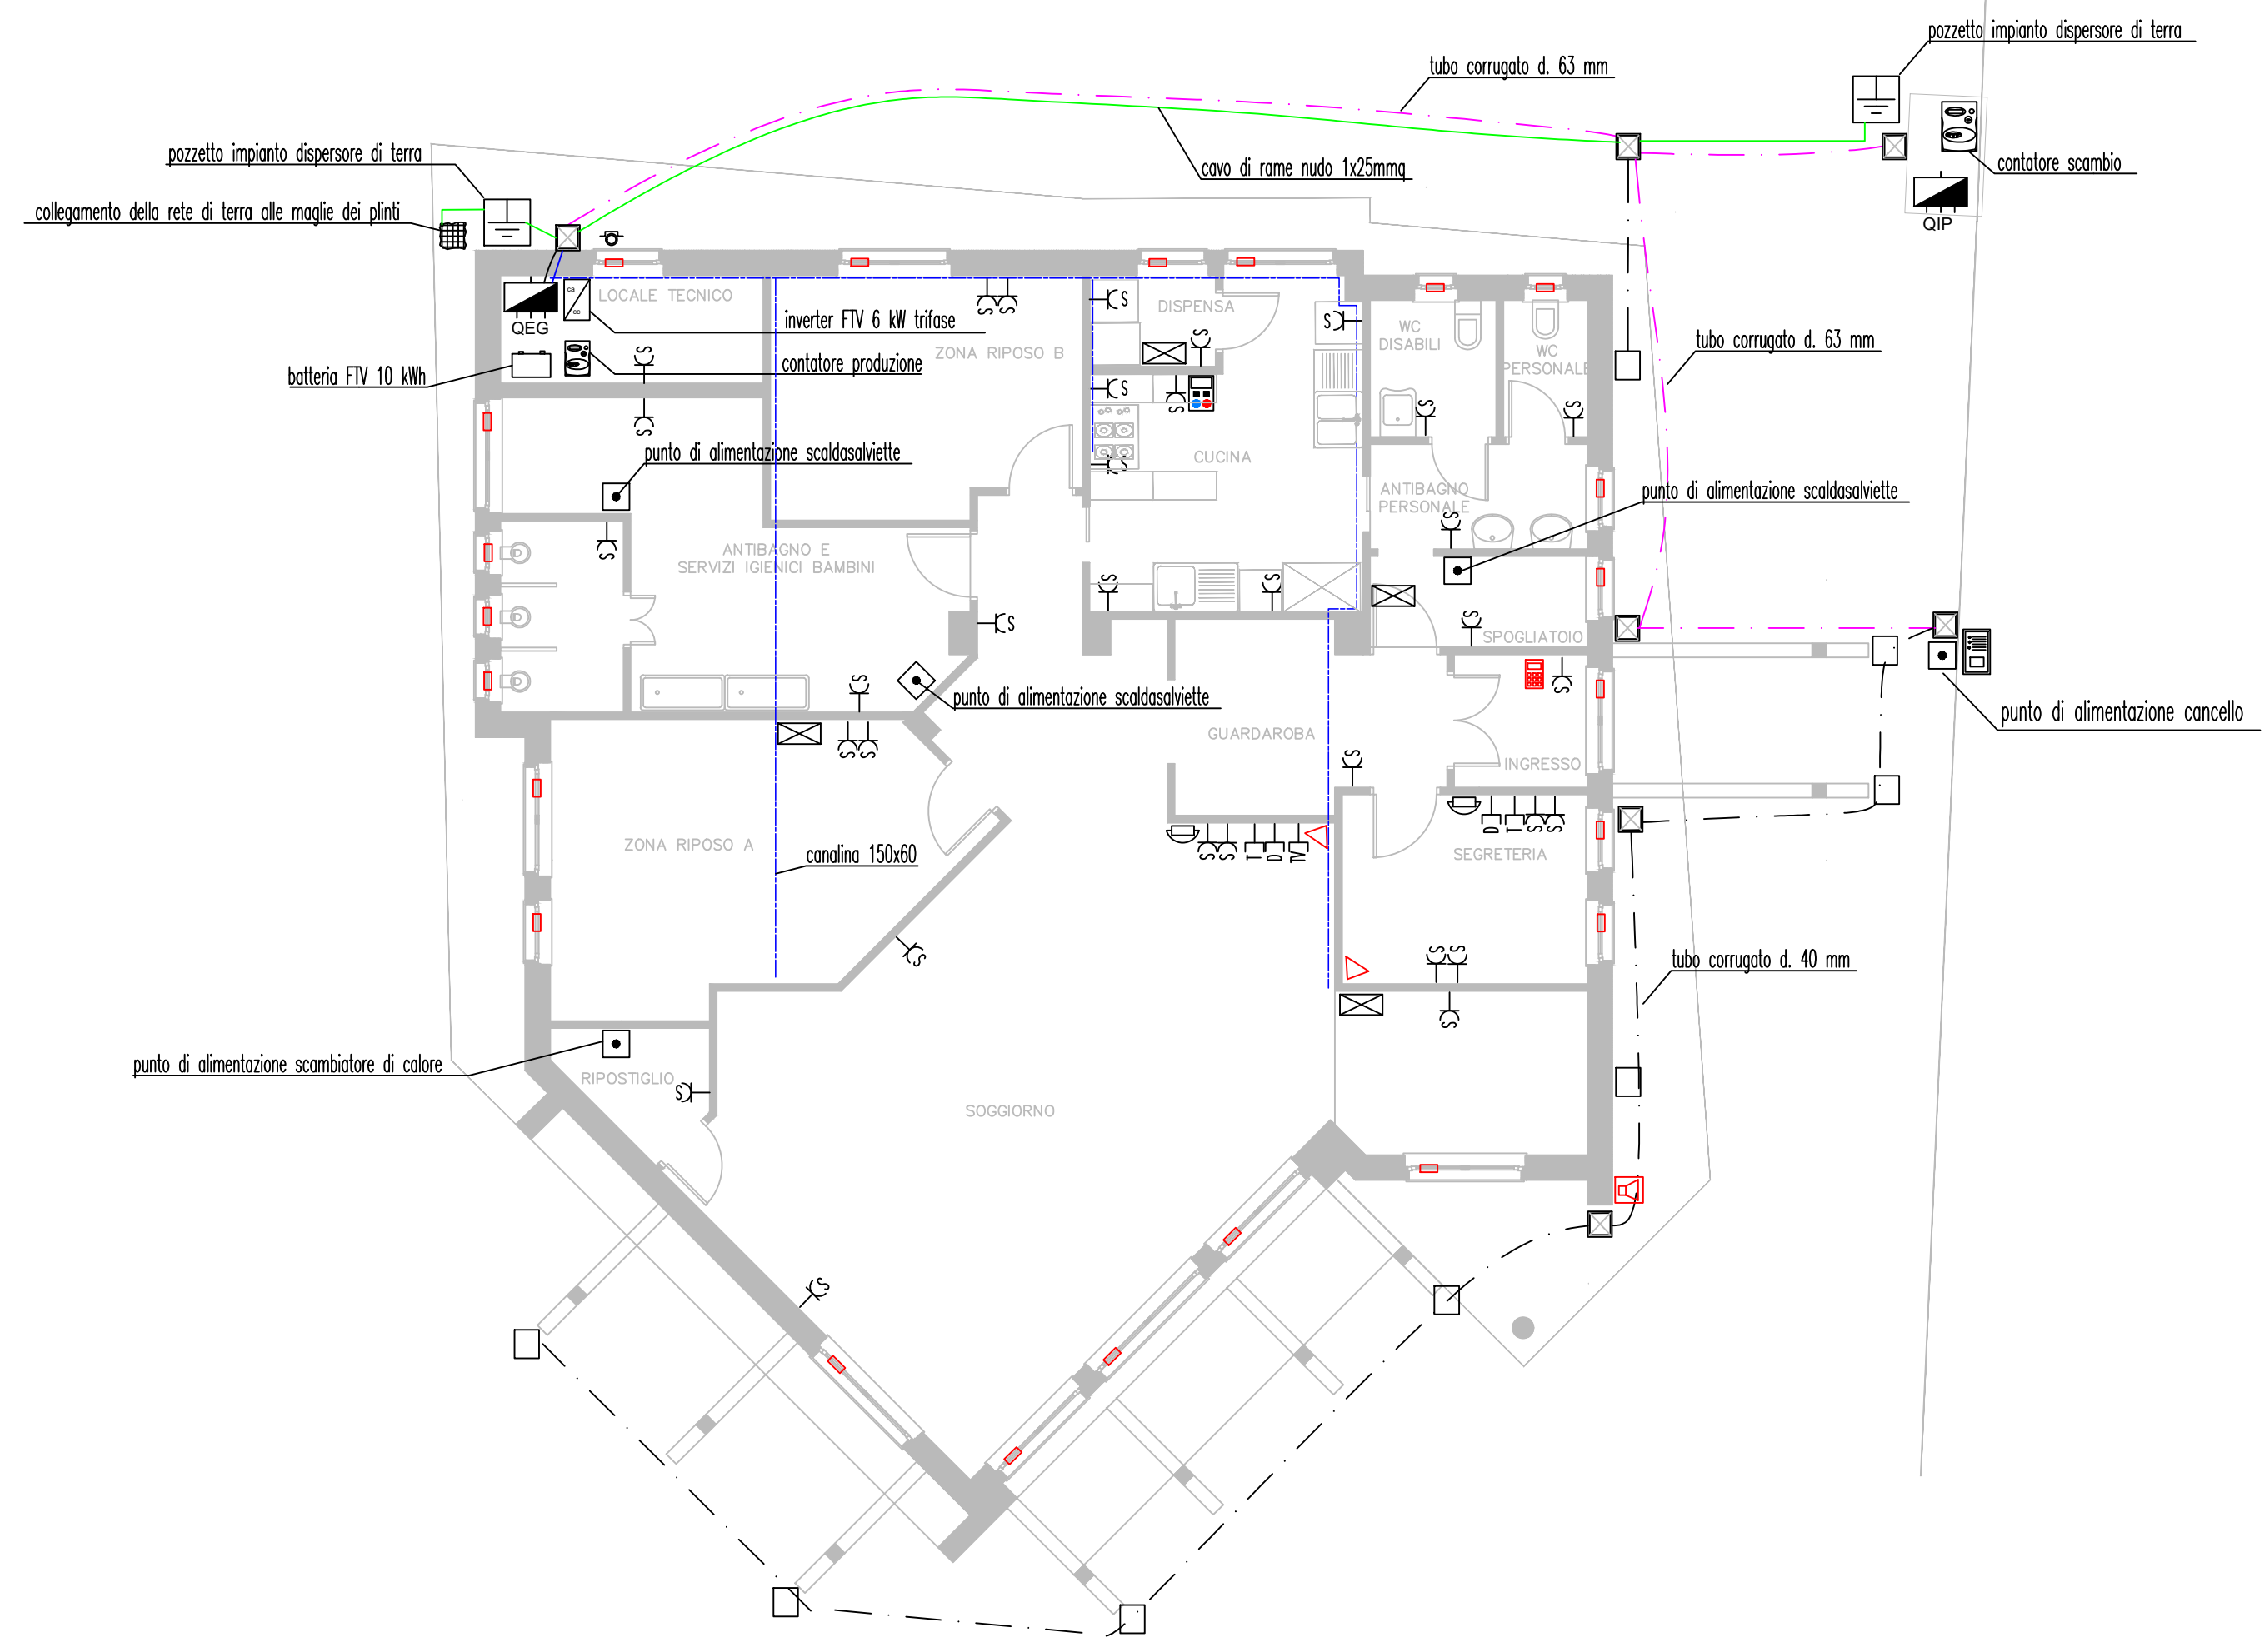 pozzetto impianto dispersore di terra
tubo corrugato d. 63 mm
pozzetto impianto dispersore di terra
cavo di rame nudo 1x25mmq
contatore scambio
collegamento della rete di terra alle maglie dei plinti
QIP
LOCALE TECNICO
ca
cc
QEG
inverter FTV 6 kW trifase
DISPENSA
S
S
S
S
WC
DISABILI
tubo corrugato d. 63 mm
ZONA RIPOSO B
S
S
WC
PERSONALE
contatore produzione
batteria FTV 10 kWh
S
S
S
S
S
punto di alimentazione scaldasalviette
CUCINA
S
ANTIBAGNO
PERSONALE
punto di alimentazione scaldasalviette
S
S
ANTIBAGNO E
SERVIZI IGIENICI BAMBINI
S
S
S
S
SPOGLIATOIO
S
S
punto di alimentazione scaldasalviette
punto di alimentazione cancello
GUARDAROBA
S
S
S
INGRESSO
ZONA RIPOSO A
canalina 150x60
S
S
T
D
TV
D
T
S
S
SEGRETERIA
S
S
S
tubo corrugato d. 40 mm
S
punto di alimentazione scambiatore di calore
RIPOSTIGLIO
S
SOGGIORNO
S